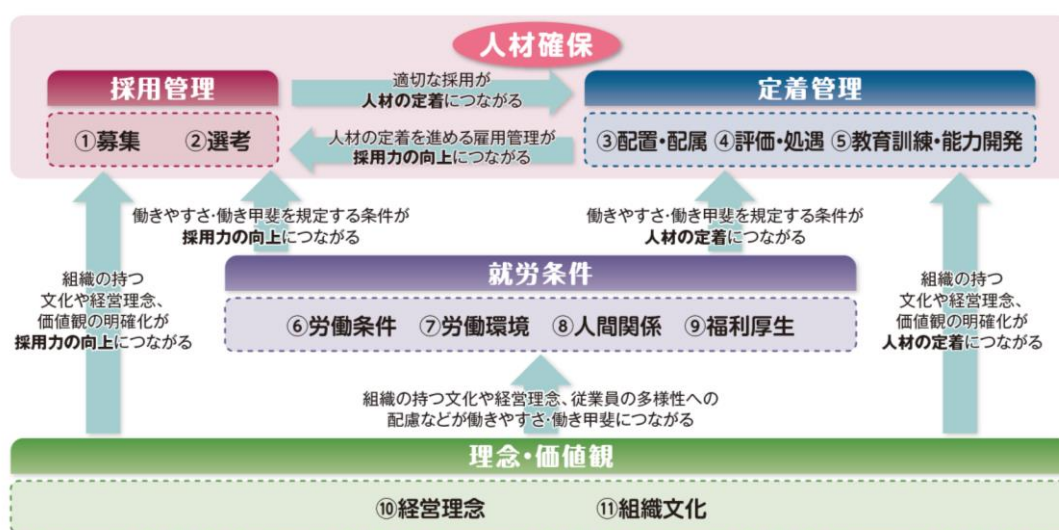 人材確保
採用管理
適切な採用が
人材の定着につながる
定着管理
①募集 ②選考
人材の定着を進める雇用管理が
採用力の向上につながる
③配置・配属 ④評価・処遇 ⑤教育訓練・能力開発
働きやすさ・働き甲斐を規定する条件が
採用力の向上につながる
働きやすさ・働き甲斐を規定する条件が
人材の定着につながる
組織の持つ
文化や経営理念、
価値観の明確化が
採用力の向上につながる
就労条件
⑥労働条件 ⑦労働環境 ⑧人間関係 ⑨福利厚生
組織の持つ
文化や経営理念、
価値観の明確化が
人材の定着につながる
組織の持つ文化や経営理念、従業員の多様性への
配慮などが働きやすさ・働き甲斐につながる
理念・価値観
⑩経営理念 ⑪組織文化